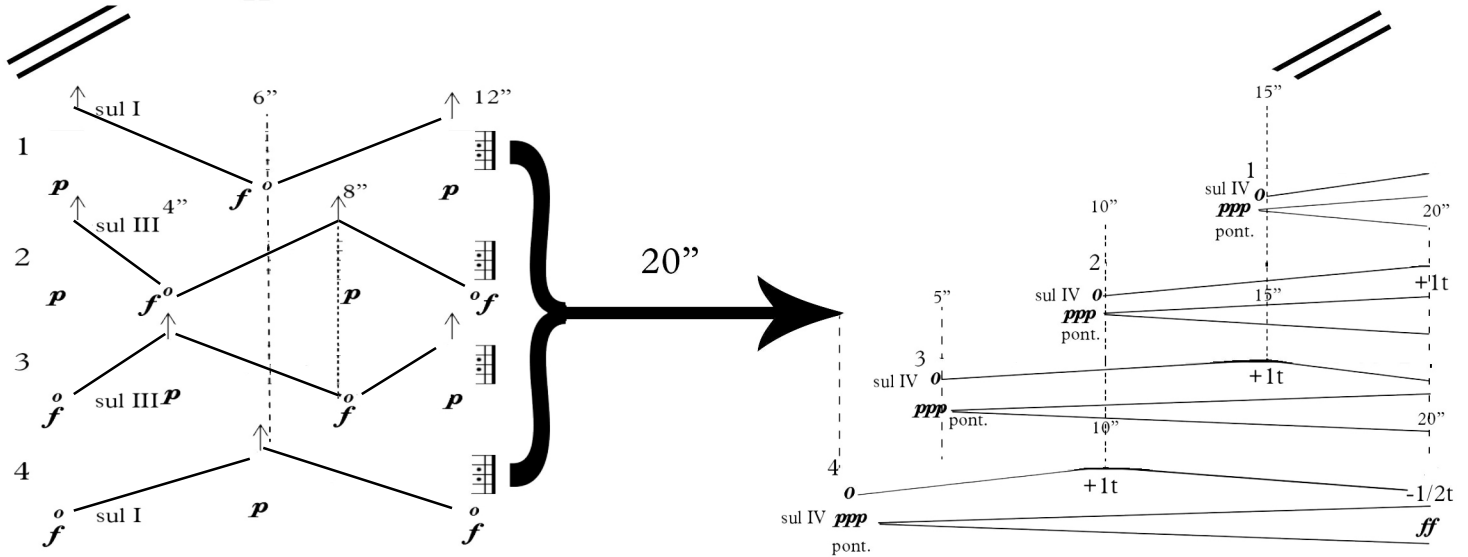 6” 12”
sul I
1
f o
p p
4” 8”
sul III
2
p f o p o f
3
o o
f sul III p f p
4
o o
f sul I p f
20”
15”
1
sul IV o
ppp
pont.
10” 20”
2
sul IV o 15” +1t
ppp
pont.
5”
3
sul IV o +1t
ppp pont.
10” 20”
4
o +1t -1/2t
sul IV ppp ff
pont.